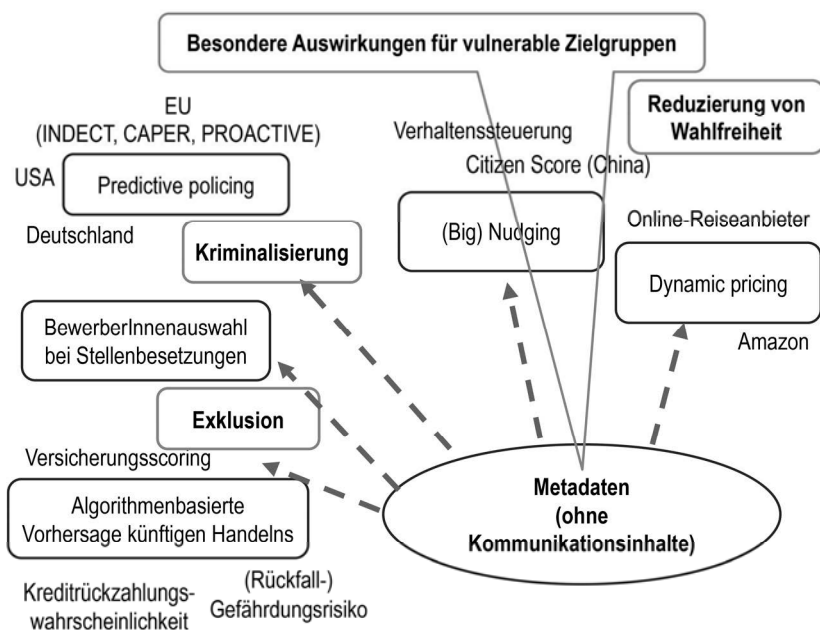 Besondere Auswirkungen für vulnerable Zielgruppen
EU
(INDECT, CAPER, PROACTIVE)
USA
Predictive policing
Deutschland
Kriminalisierung
Verhaltenssteuerung
Citizen Score (China)
(Big) Nudging
Reduzierung von
Wahlfreiheit
Online-Reiseanbieter
Dynamic pricing
Amazon
BewerberInnenauswahl
bei Stellenbesetzungen
Exklusion
Versicherungsscoring
Algorithmenbasierte
Vorhersage künftigen Handelns
Kreditrückzahlungs-
wahrscheinlichkeit
(Rückfall-)
Gefährdungsrisiko
Metadaten
(ohne
Kommunikationsinhalte)